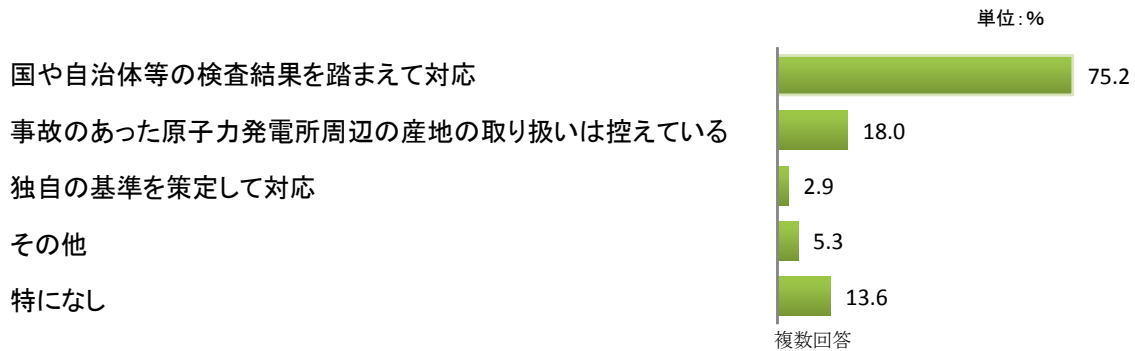 単位：%
国や自治体等の検査結果を踏まえて対応 75.2
事故のあった原子力発電所周辺の産地の取り扱いは控えている 18.0
独自の基準を策定して対応 2.9
その他 5.3
特になし 13.6
複数回答